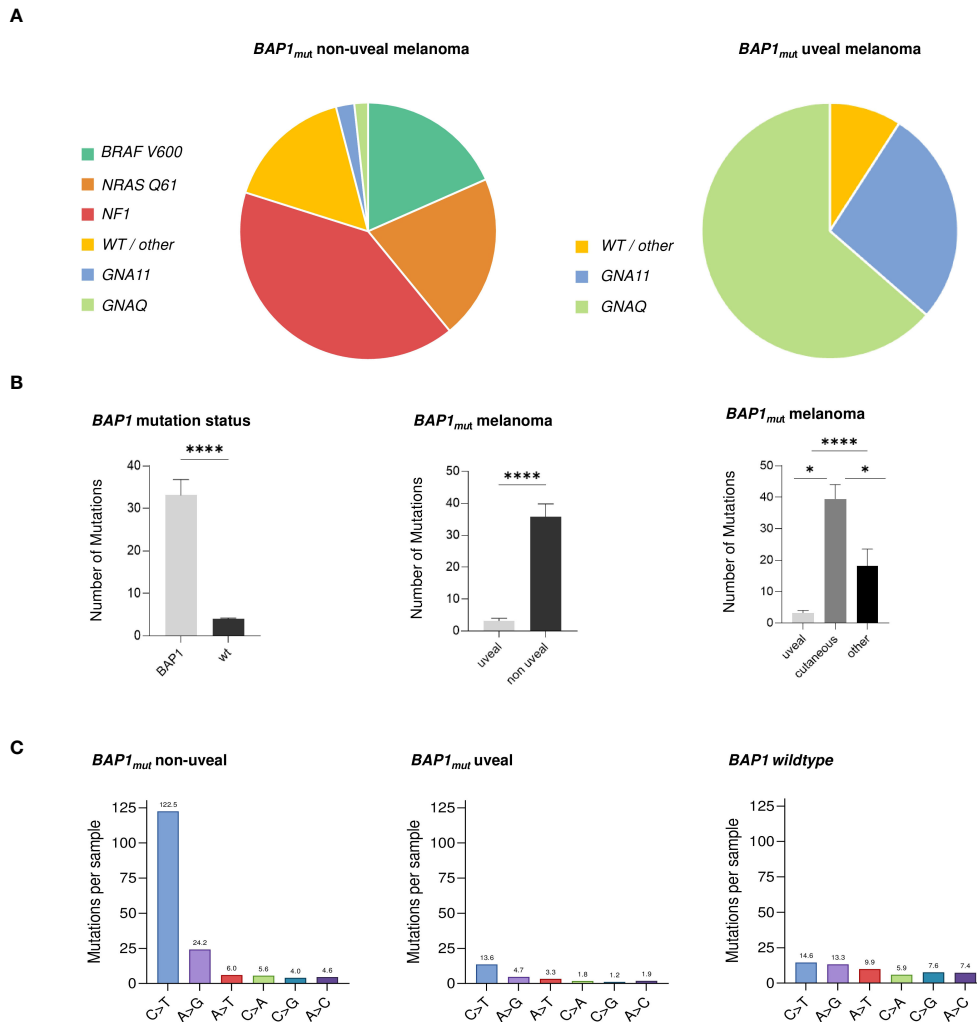 A
BAP1mut non-uveal melanoma
BAP1mut uveal melanoma
BRAF V600
NRAS Q61
NF1
WT / other
GNA11
GNAQ
WT / other
GNA11
GNAQ
B
BAP1 mutation status
****
Number of Mutations
40
30
20
10
0
BAP1
wt
BAP1mut melanoma
****
Number of Mutations
50
40
30
20
10
0
uveal
non uveal
BAP1mut melanoma
****
* *
Number of Mutations
50
40
30
20
10
0
uveal
cutaneous
other
C
BAP1mut non-uveal
Mutations per sample
125
100
75
50
25
0
122.5
24.2
6.0
5.6
4.0
4.6
C>T
A>G
A>T
C>A
C>G
A>C
BAP1mut uveal
Mutations per sample
125
100
75
50
25
0
13.6
4.7
3.3
1.8
1.2
1.9
C>T
A>G
A>T
C>A
C>G
A>C
BAP1 wildtype
Mutations per sample
125
100
75
50
25
0
14.6
13.3
9.9
5.9
7.6
7.4
C>T
A>G
A>T
C>A
C>G
A>C